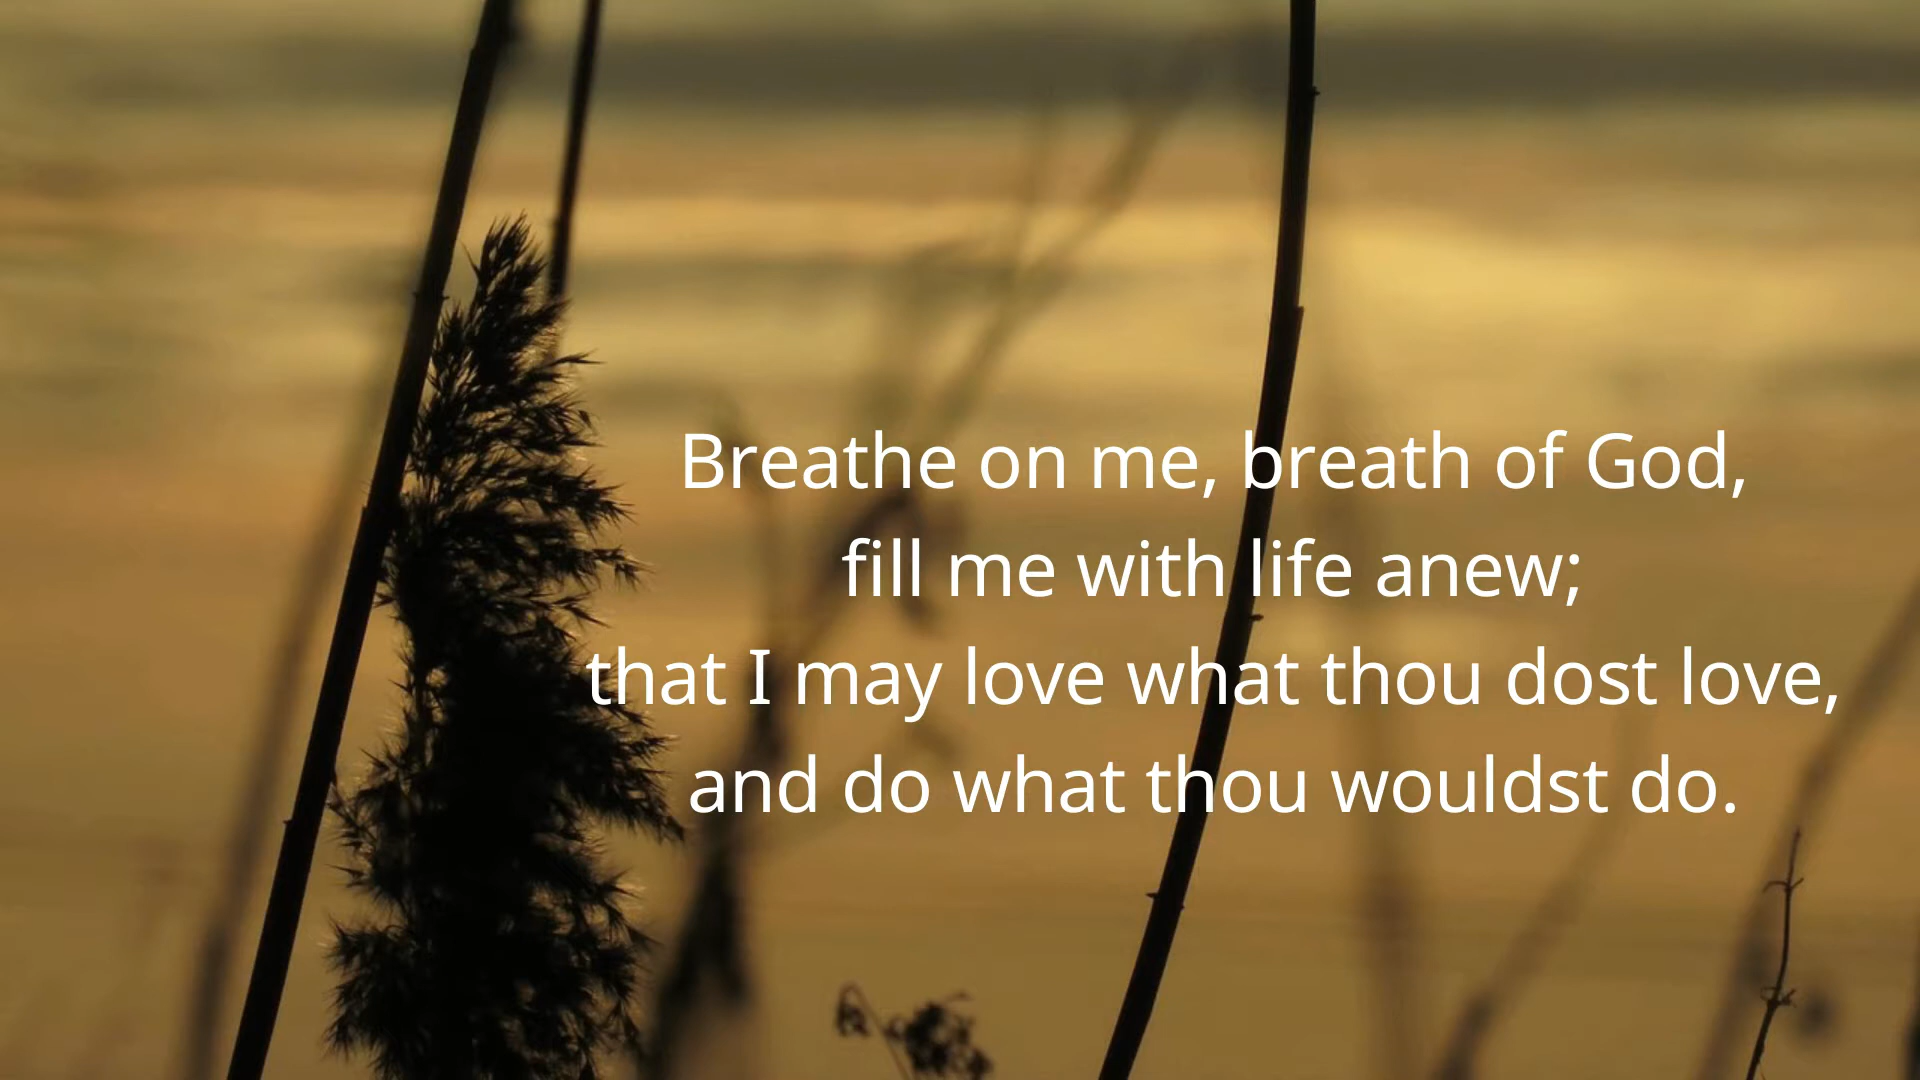 Breathe on me, breath of God,
fill me with life anew;
that I may love what thou dost love,
and do what thou wouldst do.